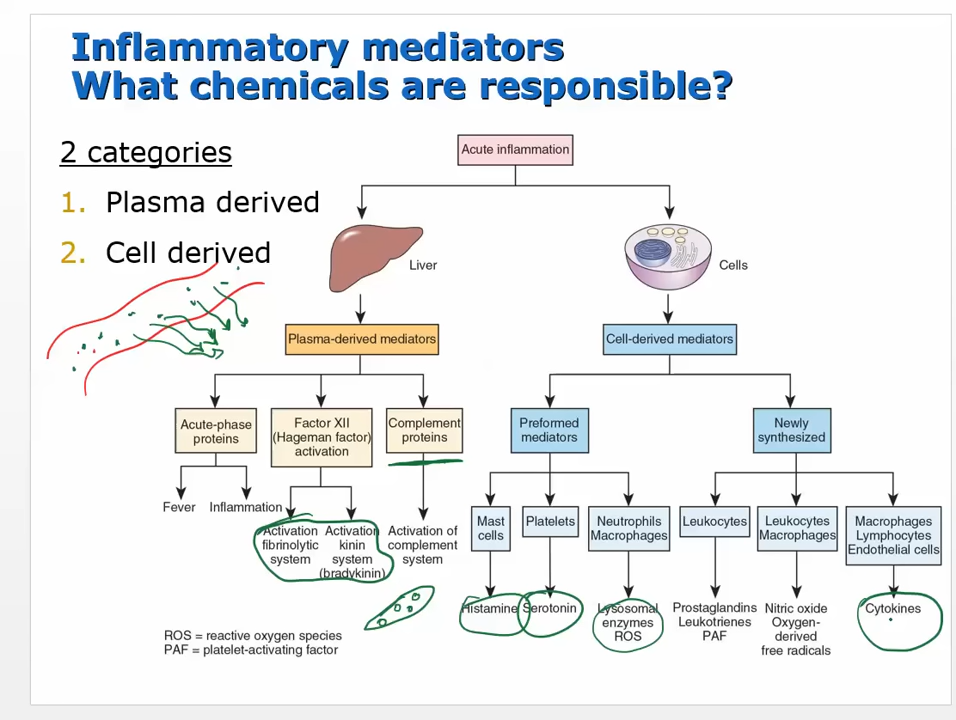 Inflammatory mediators
What chemicals are responsible?
2 categories
1. Plasma derived
2. Cell derived
Acute inflammation
Liver
Cells
Plasma-derived mediators
Cell-derived mediators
Acute-phase
proteins
Factor XII
(Hageman factor)
activation
Complement
proteins
Preformed
mediators
Newly
synthesized
Fever
Inflammation
Activation
fibrinolytic
system
Activation
kinin
system
(bradykinin)
Activation of
complement
system
Mast
cells
Platelets
Neutrophils
Macrophages
Leukocytes
Leukocytes
Macrophages
Macrophages
Lymphocytes
Endothelial cells
Histamine
Serotonin
Lysosomal
enzymes
ROS
Prostaglandins
Leukotrienes
PAF
Nitric oxide
Oxygen-
derived
free radicals
Cytokines
ROS = reactive oxygen species
PAF = platelet-activating factor